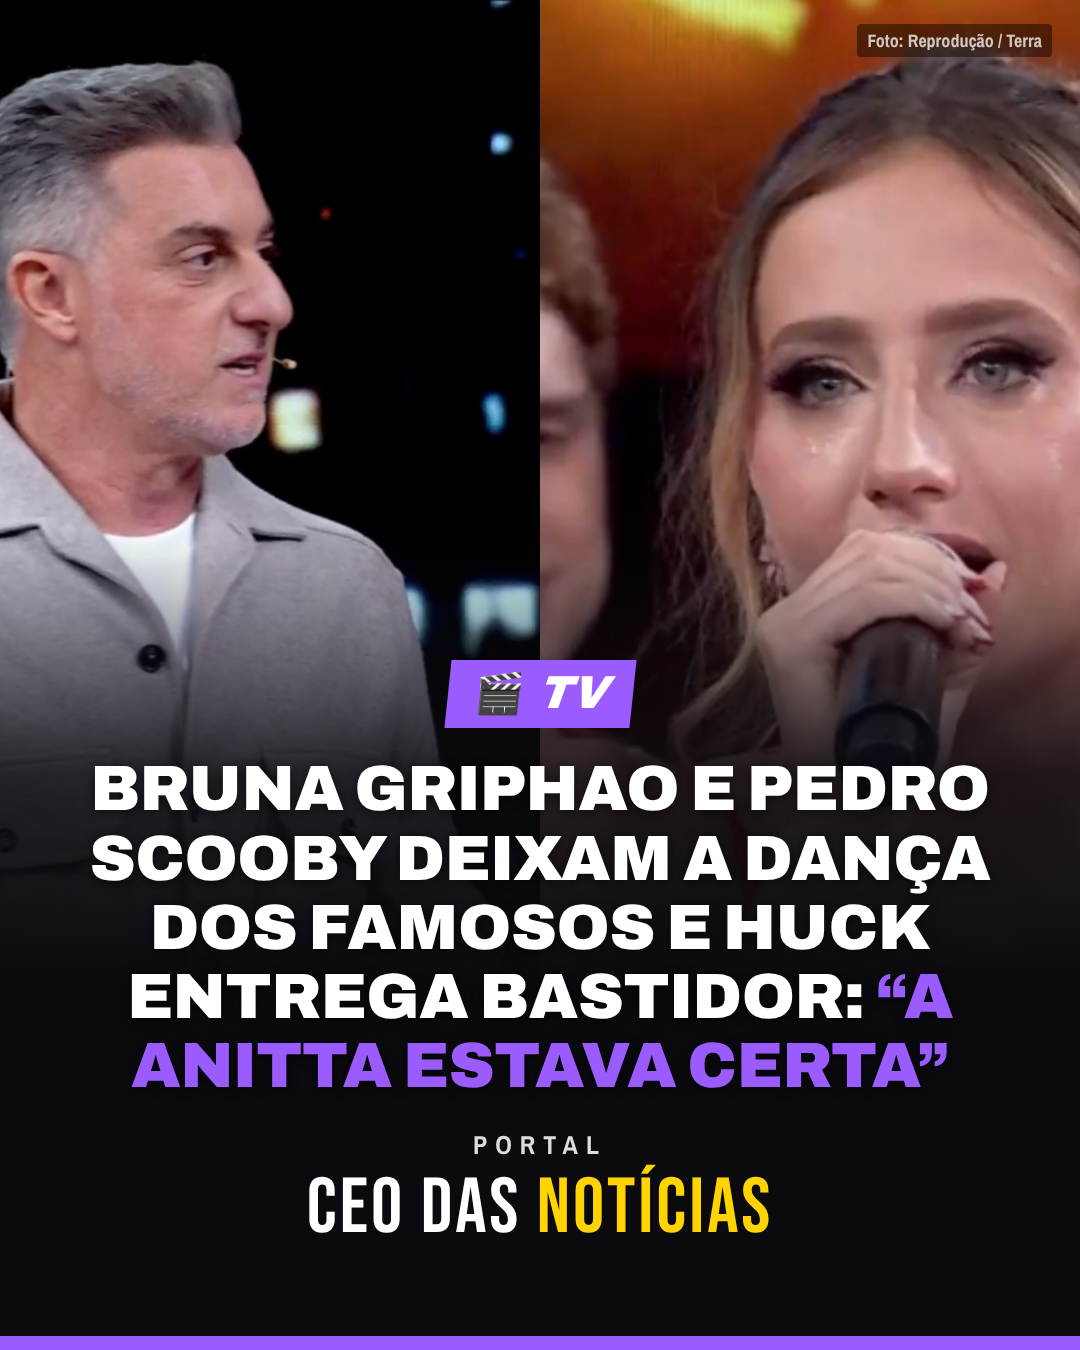 Foto: Reprodução / Terra
TV
BRUNA GRIPHAO E PEDRO
SCOOBY DEIXAM A DANÇA
DOS FAMOSOS E HUCK
ENTREGA BASTIDOR: “A
ANITTA ESTAVA CERTA”
PORTAL
CEO DAS NOTÍCIAS